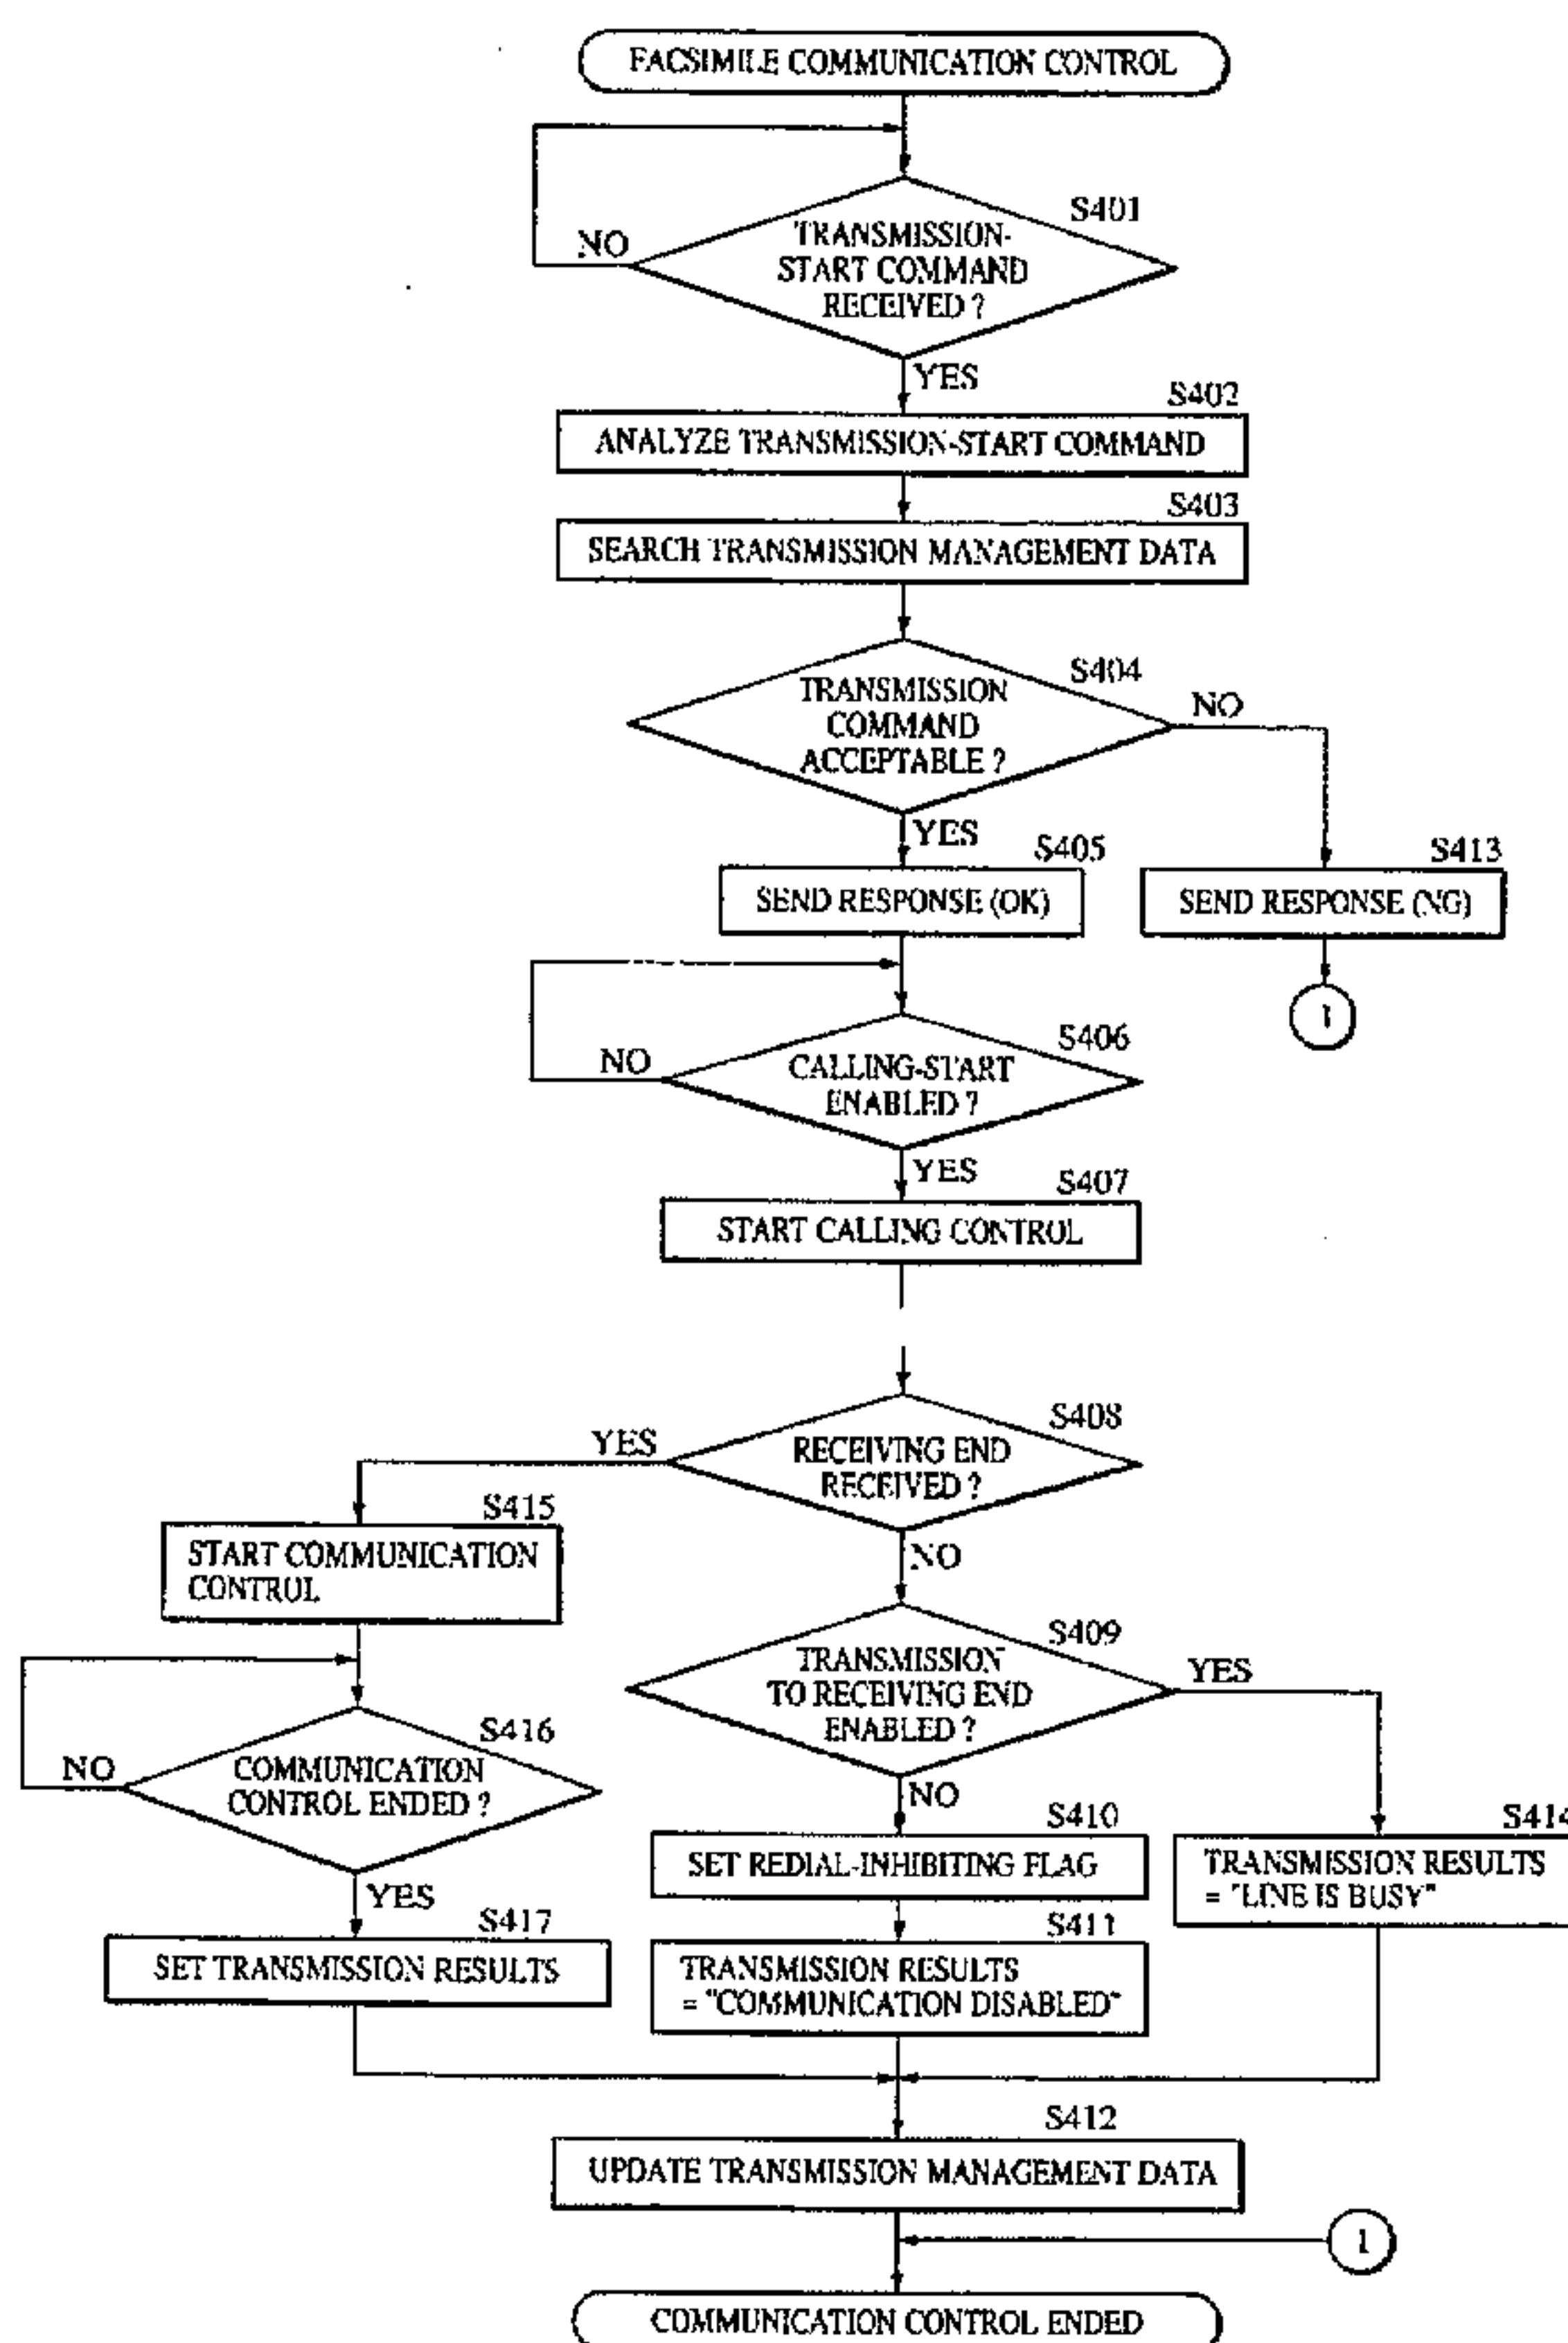 FACSIMILE COMMUNICATION CONTROL
S401
TRANSMISSION-
START COMMAND
RECEIVED ?
NO
YES
S402
ANALYZE TRANSMISSION-START COMMAND
S403
SEARCH TRANSMISSION MANAGEMENT DATA
S404
TRANSMISSION
COMMAND
ACCEPTABLE ?
NO
YES
S405
SEND RESPONSE (OK)
S413
SEND RESPONSE (NG)
1
S406
CALLING-START
ENABLED ?
NO
YES
S407
START CALLING CONTROL
S408
RECEIVING END
RECEIVED ?
YES
NO
S415
START COMMUNICATION
CONTROL
S409
TRANSMISSION
TO RECEIVING END
ENABLED ?
YES
NO
S416
COMMUNICATION
CONTROL ENDED ?
NO
YES
S410
SET REDIAL-INHIBITING FLAG
S414
TRANSMISSION RESULTS
= "LINE IS BUSY"
S417
SET TRANSMISSION RESULTS
S411
TRANSMISSION RESULTS
= "COMMUNICATION DISABLED"
S412
UPDATE TRANSMISSION MANAGEMENT DATA
1
COMMUNICATION CONTROL ENDED